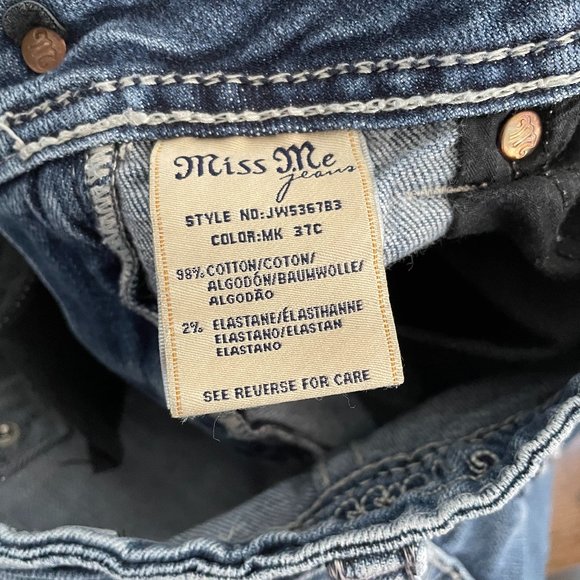 Miss Me
jeans
STYLE NO:JW5367B3
COLOR:MK 37C
98% COTTON/COTON/
ALGODÓN/BAUMWOLLE/
ALGODÃO
2% ELASTANE/ÉLASTHANNE
ELASTANO/ELASTAN
ELASTANO
SEE REVERSE FOR CARE